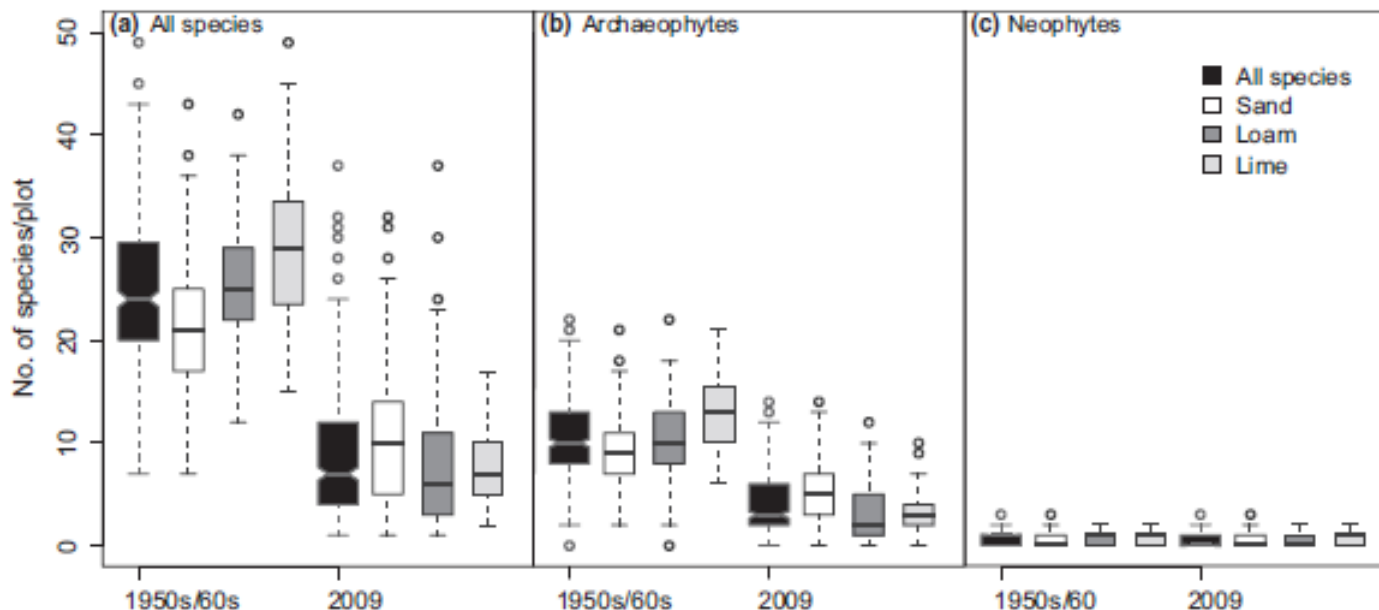 (a) All species
(b) Archaeophytes
(c) Neophytes
All species
Sand
Loam
Lime
No. of species/plot
50
40
30
20
10
0
1950s/60s
2009
1950s/60s
2009
1950s/60
2009